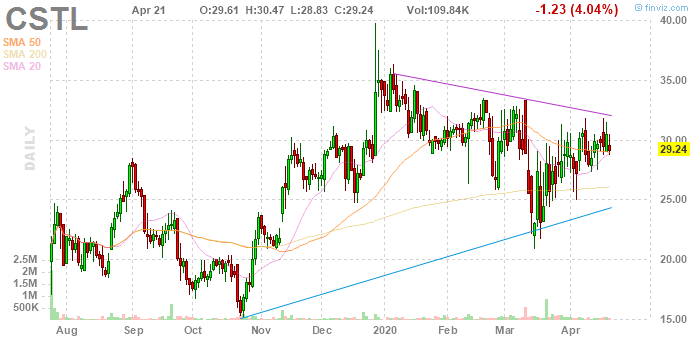 CSTL
Apr 21 O:29.61 H:30.47 L:28.83 C:29.24 Vol:109.84K -1.23 (4.04%)
© finviz.com
SMA 50
SMA 200
SMA 20
DAILY
40.00
35.00
30.00
29.24
25.00
20.00
15.00
2.5M
2M
1.5M
1M
500K
Aug Sep Oct Nov Dec 2020 Feb Mar Apr